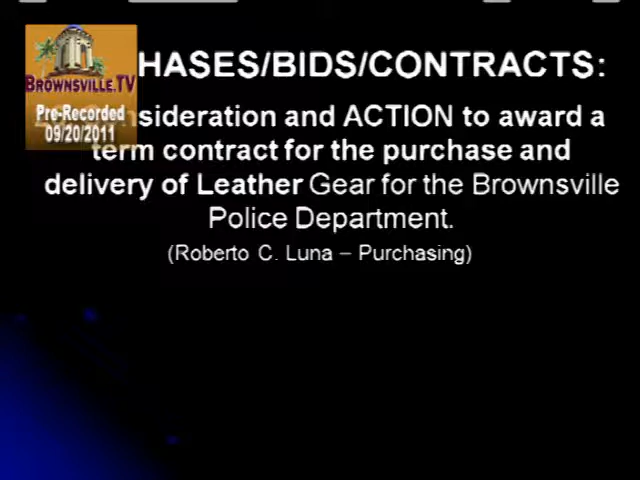 HASES/BIDS/CONTRACTS:
BROWNSVILLE.TV
Pre-Recorded
09/20/2011
nsideration and ACTION to award a
term contract for the purchase and
delivery of Leather Gear for the Brownsville
Police Department.
(Roberto C. Luna – Purchasing)